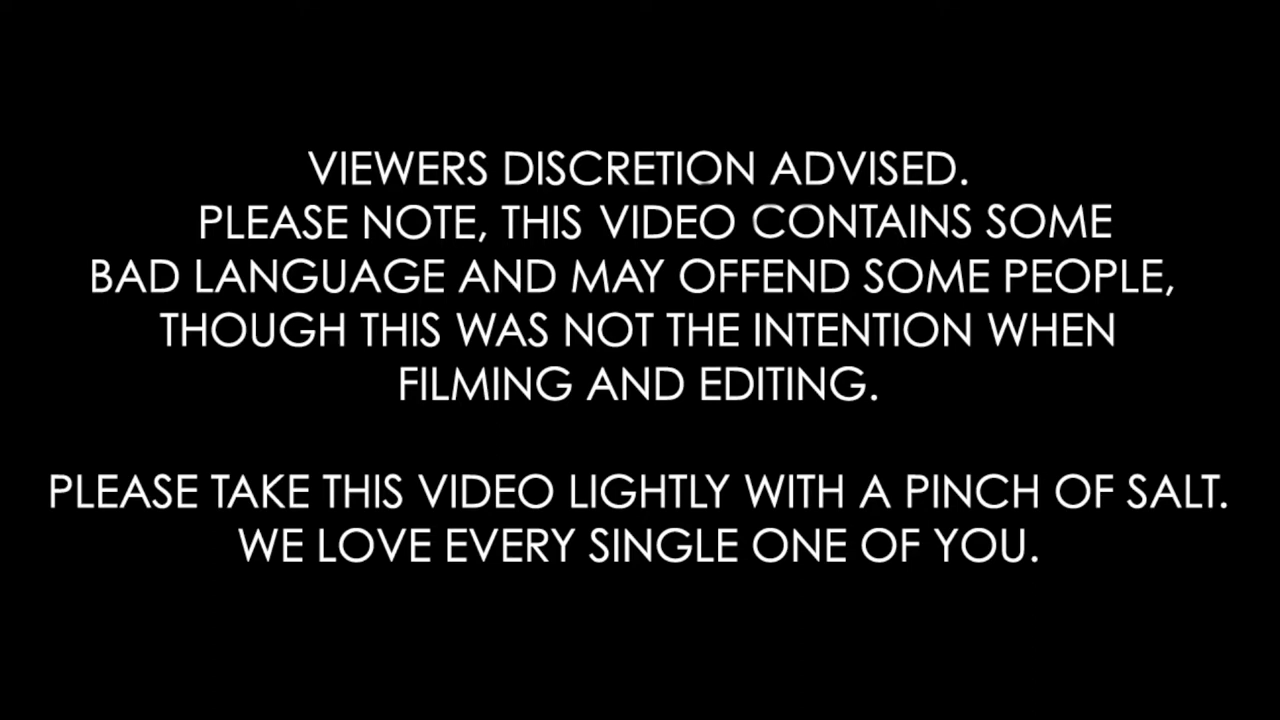 VIEWERS DISCRETION ADVISED.
PLEASE NOTE, THIS VIDEO CONTAINS SOME
BAD LANGUAGE AND MAY OFFEND SOME PEOPLE,
THOUGH THIS WAS NOT THE INTENTION WHEN
FILMING AND EDITING.
PLEASE TAKE THIS VIDEO LIGHTLY WITH A PINCH OF SALT.
WE LOVE EVERY SINGLE ONE OF YOU.